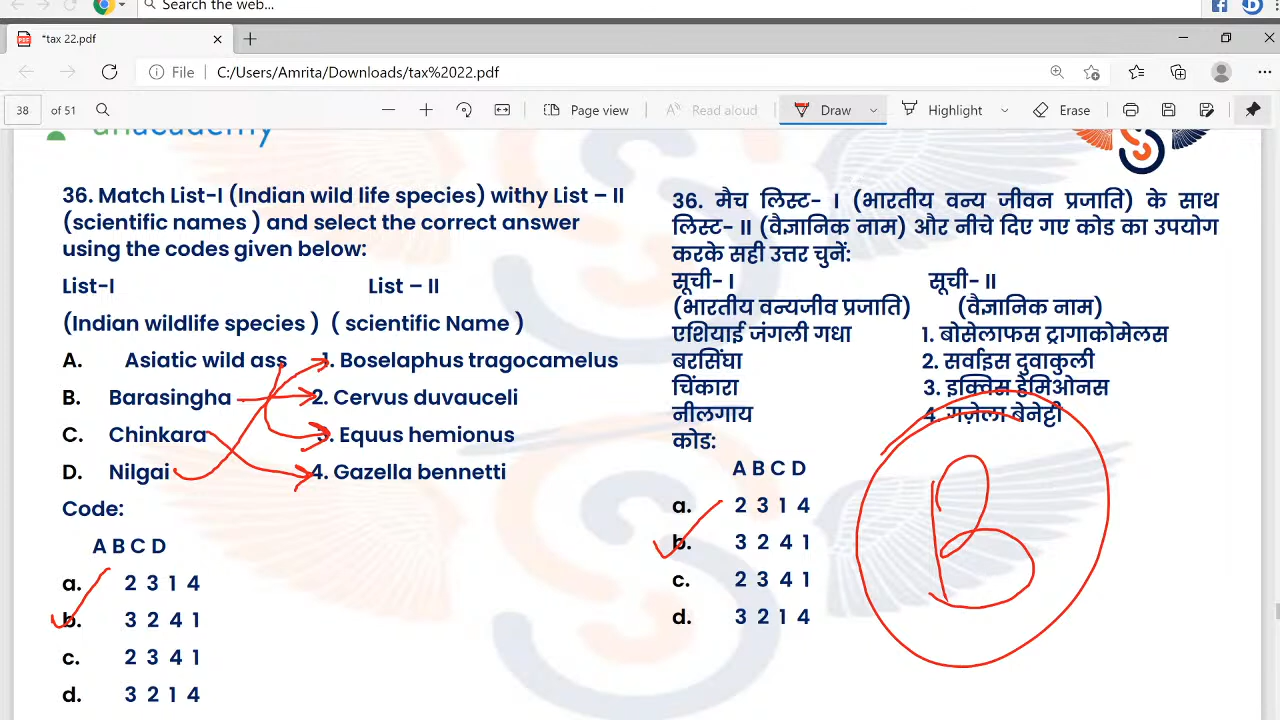 Search the web...
*tax 22.pdf
File C:/Users/Amrita/Downloads/tax%2022.pdf
38 of 51 Page view Read aloud Draw Highlight Erase
unacademy
36. Match List-I (Indian wild life species) withy List – II
(scientific names ) and select the correct answer
using the codes given below:
List-I List – II
(Indian wildlife species ) ( scientific Name )
A. Asiatic wild ass 1. Boselaphus tragocamelus
B. Barasingha 2. Cervus duvauceli
C. Chinkara 3. Equus hemionus
D. Nilgai 4. Gazella bennetti
Code:
A B C D
a. 2 3 1 4
b. 3 2 4 1
c. 2 3 4 1
d. 3 2 1 4
36. मैच लिस्ट- I (भारतीय वन्य जीवन प्रजाति) के साथ
लिस्ट- II (वैज्ञानिक नाम) और नीचे दिए गए कोड का उपयोग
करके सही उत्तर चुनें:
सूची- I सूची- II
(भारतीय वन्यजीव प्रजाति) (वैज्ञानिक नाम)
एशियाई जंगली गधा 1. बोसेलाफस ट्रागाकोमेलस
बरसिंघा 2. सर्वाइस दुवाकुली
चिंकारा 3. इक्विस हेमिओनस
नीलगाय 4. गज़ेला बेनेट्टी
कोड:
A B C D
a. 2 3 1 4
b. 3 2 4 1
c. 2 3 4 1
d. 3 2 1 4
B